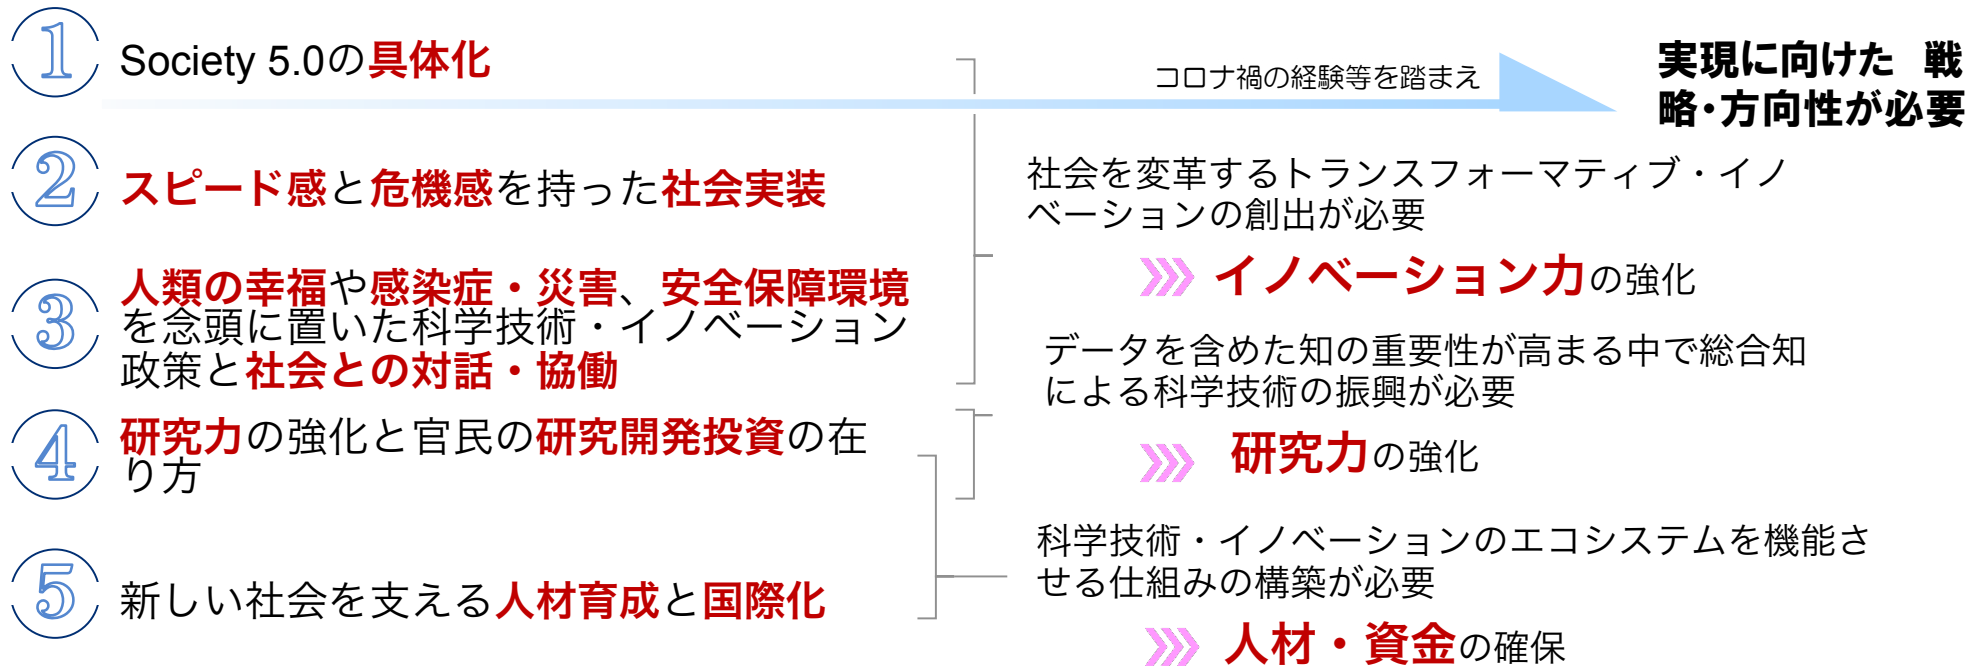 1 Society 5.0の具体化
コロナ禍の経験等を踏まえ
実現に向けた 戦
略・方向性が必要
2 スピード感と危機感を持った社会実装
3 人類の幸福や感染症・災害、安全保障環境
を念頭に置いた科学技術・イノベーション
政策と社会との対話・協働
社会を変革するトランスフォーマティブ・イノ
ベーションの創出が必要
イノベーション力の強化
4 研究力の強化と官民の研究開発投資の在
り方
データを含めた知の重要性が高まる中で総合知
による科学技術の振興が必要
研究力の強化
5 新しい社会を支える人材育成と国際化
科学技術・イノベーションのエコシステムを機能さ
せる仕組みの構築が必要
人材・資金の確保